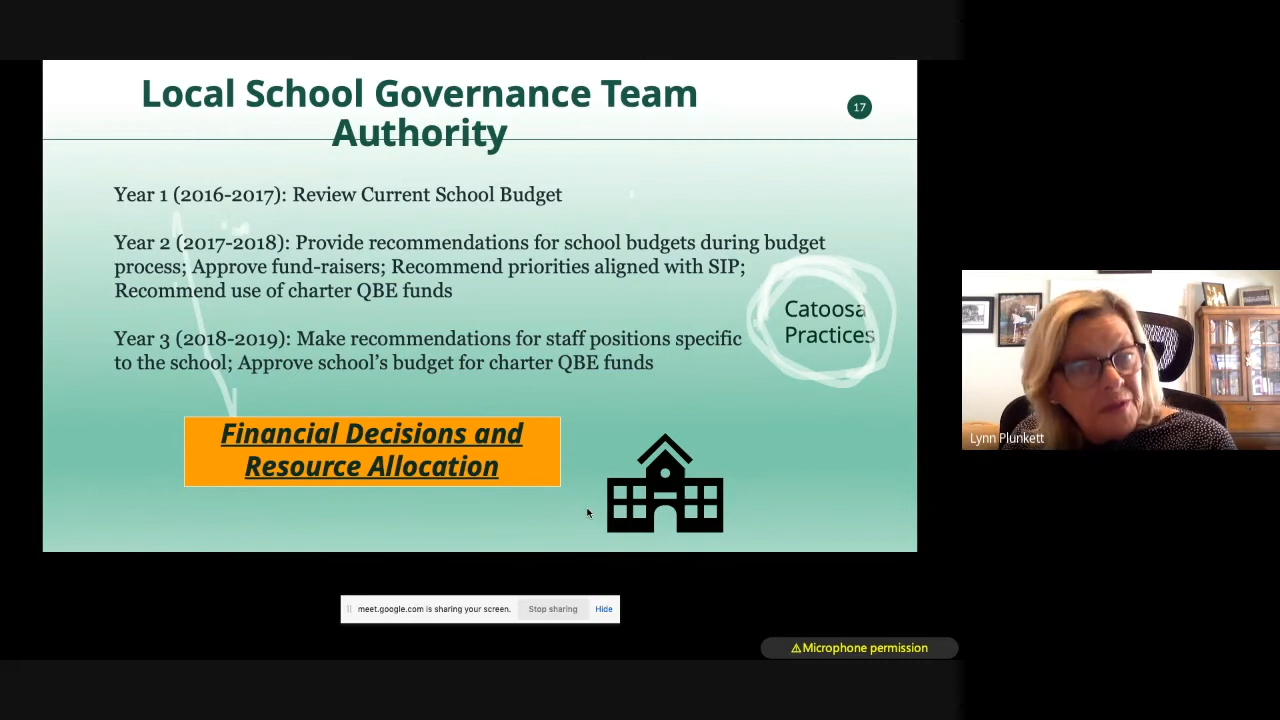 Local School Governance Team
Authority
17
Year 1 (2016-2017): Review Current School Budget
Year 2 (2017-2018): Provide recommendations for school budgets during budget
process; Approve fund-raisers; Recommend priorities aligned with SIP;
Recommend use of charter QBE funds
Catoosa
Practices
Year 3 (2018-2019): Make recommendations for staff positions specific
to the school; Approve school’s budget for charter QBE funds
Financial Decisions and
Resource Allocation
Lynn Plunkett
meet.google.com is sharing your screen. Stop sharing Hide
⚠Microphone permission